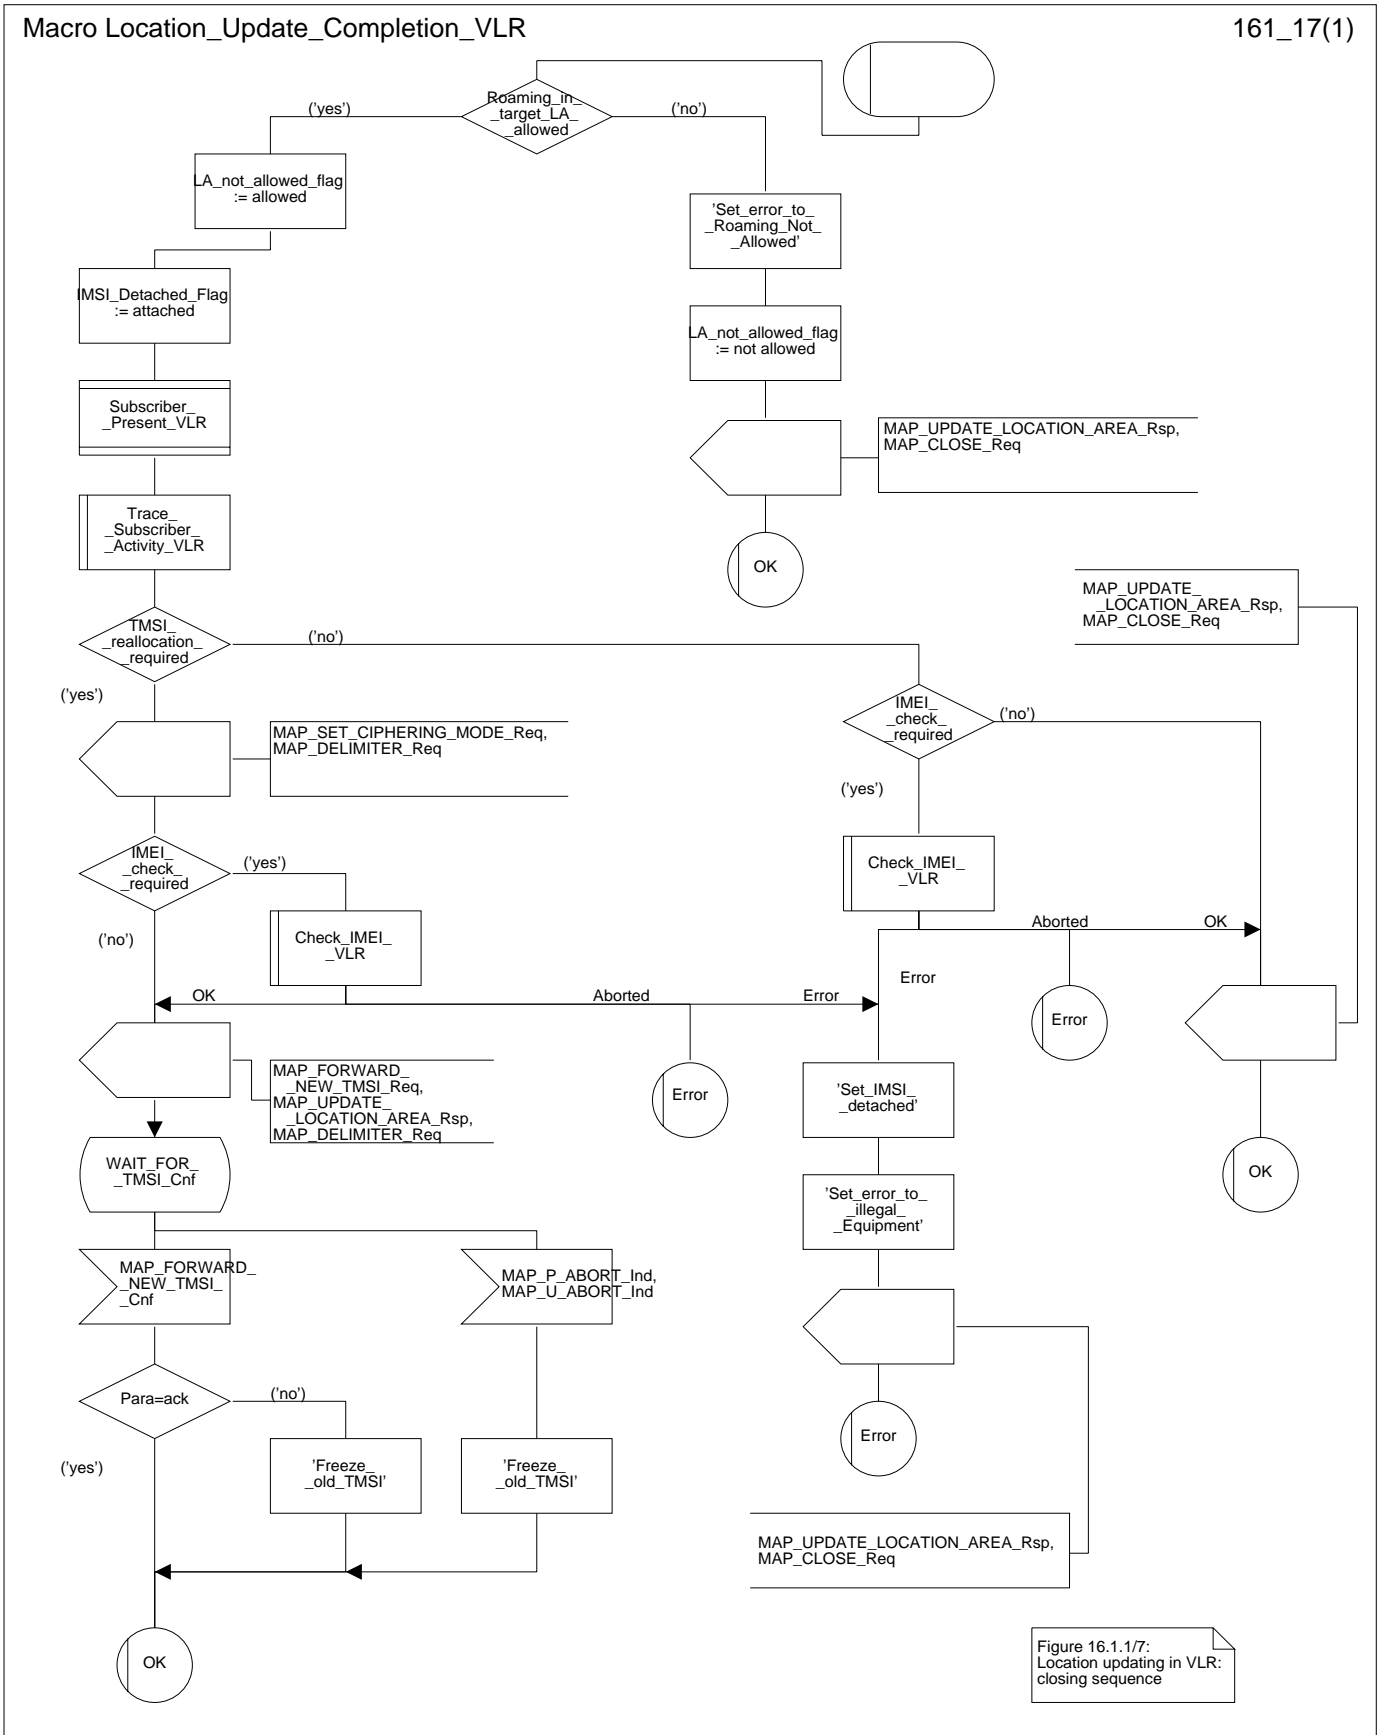 Macro Location_Update_Completion_VLR
161_17(1)
Roaming_in_
_target_LA_
_allowed
('yes')
('no')
LA_not_allowed_flag
:= allowed
'Set_error_to_
_Roaming_Not_
_Allowed'
IMSI_Detached_Flag
:= attached
LA_not_allowed_flag
:= not allowed
Subscriber_
_Present_VLR
MAP_UPDATE_LOCATION_AREA_Rsp,
MAP_CLOSE_Req
Trace_
_Subscriber_
_Activity_VLR
OK
MAP_UPDATE_
_LOCATION_AREA_Rsp,
MAP_CLOSE_Req
TMSI_
_reallocation_
_required
('no')
('yes')
IMEI_
_check_
_required
('no')
MAP_SET_CIPHERING_MODE_Req,
MAP_DELIMITER_Req
('yes')
IMEI_
_check_
_required
('yes')
Check_IMEI_
_VLR
('no')
Check_IMEI_
_VLR
Aborted
OK
Error
OK
Aborted
Error
Error
MAP_FORWARD_
_NEW_TMSI_Req,
MAP_UPDATE_
_LOCATION_AREA_Rsp,
MAP_DELIMITER_Req
Error
'Set_IMSI_
_detached'
WAIT_FOR_
_TMSI_Cnf
OK
'Set_error_to_
_illegal_
_Equipment'
MAP_FORWARD_
_NEW_TMSI_
_Cnf
MAP_P_ABORT_Ind,
MAP_U_ABORT_Ind
Para=ack
('no')
('yes')
Error
'Freeze_
_old_TMSI'
'Freeze_
_old_TMSI'
MAP_UPDATE_LOCATION_AREA_Rsp,
MAP_CLOSE_Req
OK
Figure 16.1.1/7:
Location updating in VLR:
closing sequence